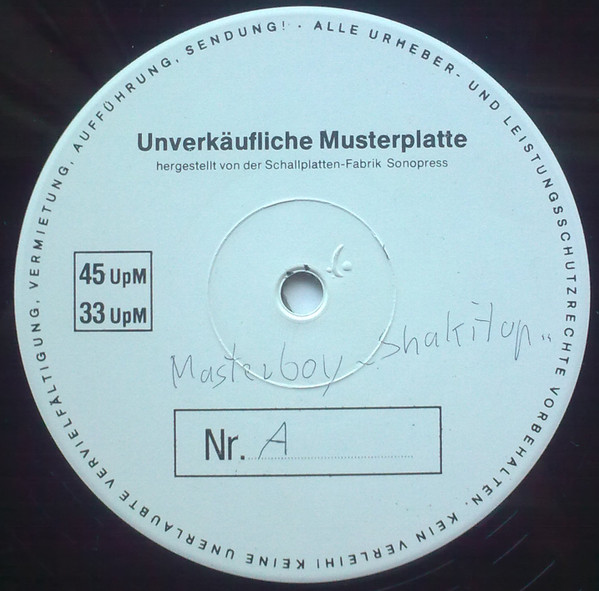 ALLE URHEBER- UND LEISTUNGSSCHUTZRECHTE VORBEHALTEN. KEIN VERLEIH! KEINE UNERLAUBTE VERVIELFÄLTIGUNG, VERMIETUNG, AUFFÜHRUNG, SENDUNG! ·
Unverkäufliche Musterplatte
hergestellt von der Schallplatten-Fabrik Sonopress
45 UpM
33 UpM
Masterboy - Shakitup"
Nr. A